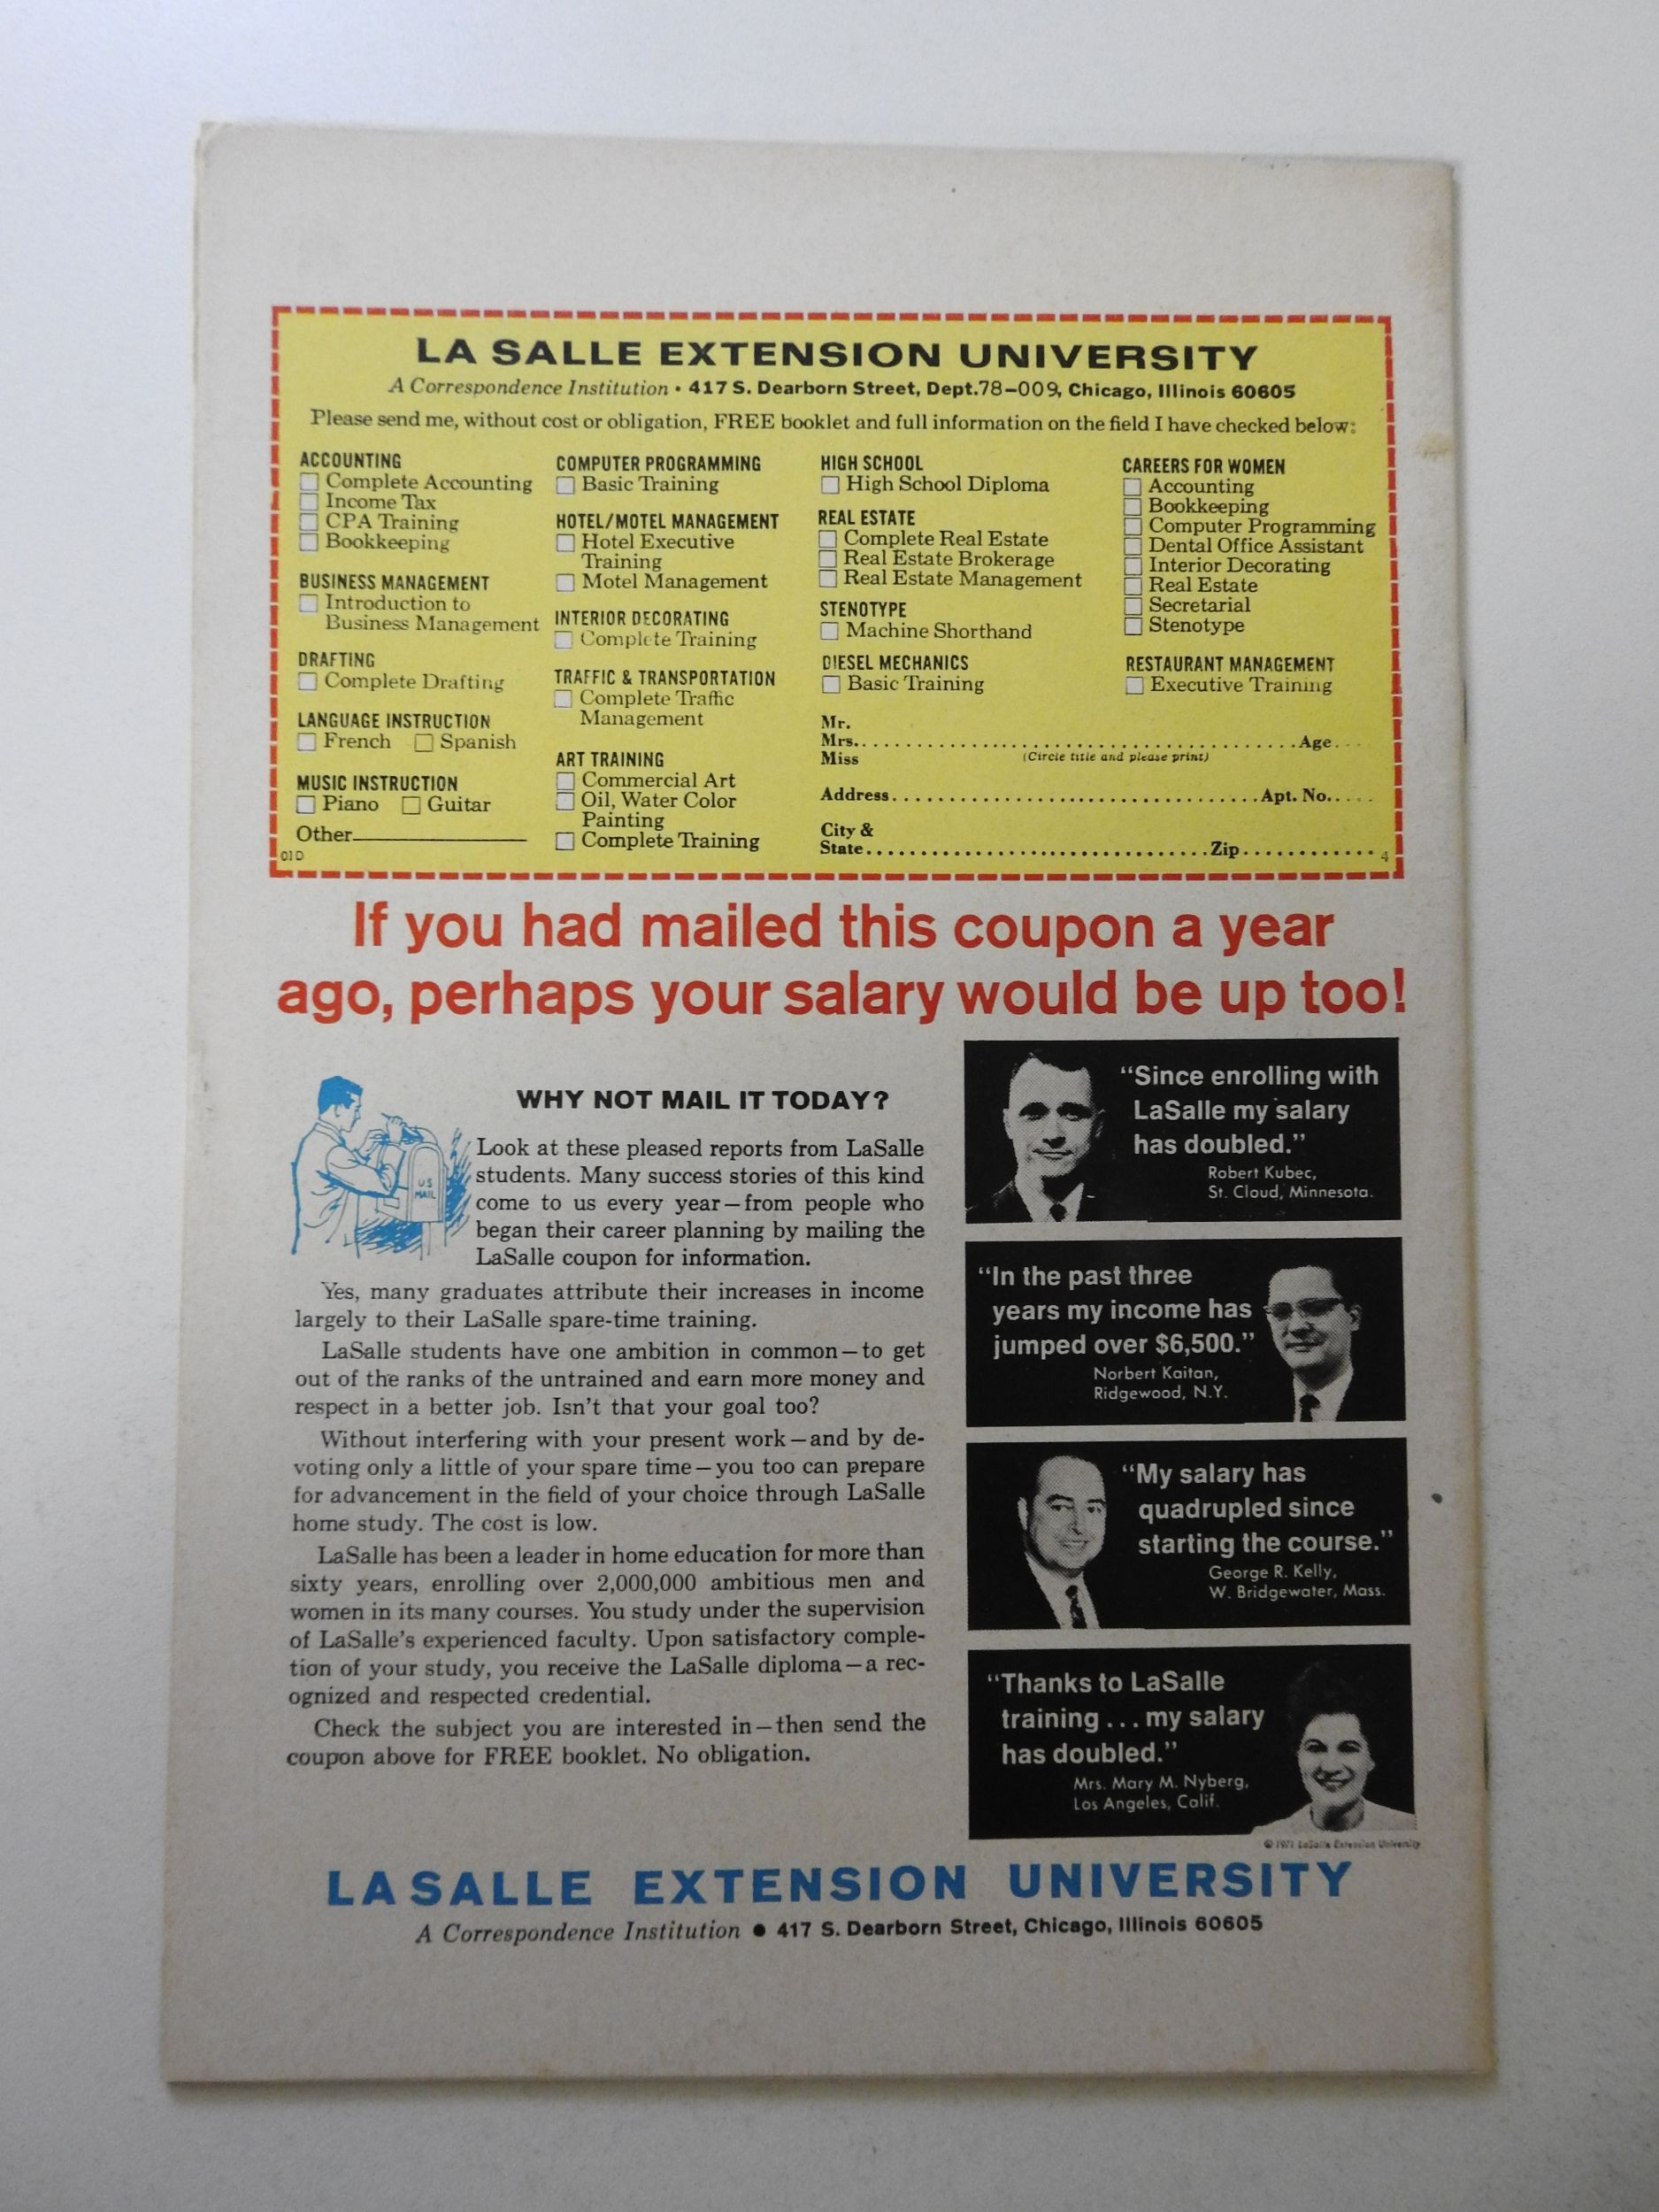 LA SALLE EXTENSION UNIVERSITY
A Correspondence Institution • 417 S. Dearborn Street, Dept.78-009, Chicago, Illinois 60605
Please send me, without cost or obligation, FREE booklet and full information on the field I have checked below:
ACCOUNTING
Complete Accounting
Income Tax
CPA Training
Bookkeeping
BUSINESS MANAGEMENT
Introduction to
Business Management
DRAFTING
Complete Drafting
LANGUAGE INSTRUCTION
French Spanish
MUSIC INSTRUCTION
Piano Guitar
Other
01D
COMPUTER PROGRAMMING
Basic Training
HOTEL/MOTEL MANAGEMENT
Hotel Executive
Training
Motel Management
INTERIOR DECORATING
Complete Training
TRAFFIC & TRANSPORTATION
Complete Traffic
Management
ART TRAINING
Commercial Art
Oil, Water Color
Painting
Complete Training
HIGH SCHOOL
High School Diploma
REAL ESTATE
Complete Real Estate
Real Estate Brokerage
Real Estate Management
STENOTYPE
Machine Shorthand
DIESEL MECHANICS
Basic Training
CAREERS FOR WOMEN
Accounting
Bookkeeping
Computer Programming
Dental Office Assistant
Interior Decorating
Real Estate
Secretarial
Stenotype
RESTAURANT MANAGEMENT
Executive Training
Mr.
Mrs. Age
Miss (Circle title and please print)
Address Apt. No.
City &
State Zip
4
If you had mailed this coupon a year
ago, perhaps your salary would be up too!
US
MAIL
WHY NOT MAIL IT TODAY?
Look at these pleased reports from LaSalle
students. Many success stories of this kind
come to us every year—from people who
began their career planning by mailing the
LaSalle coupon for information.
Yes, many graduates attribute their increases in income
largely to their LaSalle spare-time training.
LaSalle students have one ambition in common—to get
out of the ranks of the untrained and earn more money and
respect in a better job. Isn't that your goal too?
Without interfering with your present work—and by de-
voting only a little of your spare time—you too can prepare
for advancement in the field of your choice through LaSalle
home study. The cost is low.
LaSalle has been a leader in home education for more than
sixty years, enrolling over 2,000,000 ambitious men and
women in its many courses. You study under the supervision
of LaSalle's experienced faculty. Upon satisfactory comple-
tion of your study, you receive the LaSalle diploma—a rec-
ognized and respected credential.
Check the subject you are interested in—then send the
coupon above for FREE booklet. No obligation.
"Since enrolling with
LaSalle my salary
has doubled."
Robert Kubec,
St. Cloud, Minnesota.
"In the past three
years my income has
jumped over $6,500."
Norbert Kaitan,
Ridgewood, N.Y.
"My salary has
quadrupled since
starting the course."
George R. Kelly,
W. Bridgewater, Mass.
"Thanks to LaSalle
training ... my salary
has doubled."
Mrs. Mary M. Nyberg,
Los Angeles, Calif.
© 1971 LaSalle Extension University
LASALLE EXTENSION UNIVERSITY
A Correspondence Institution • 417 S. Dearborn Street, Chicago, Illinois 60605